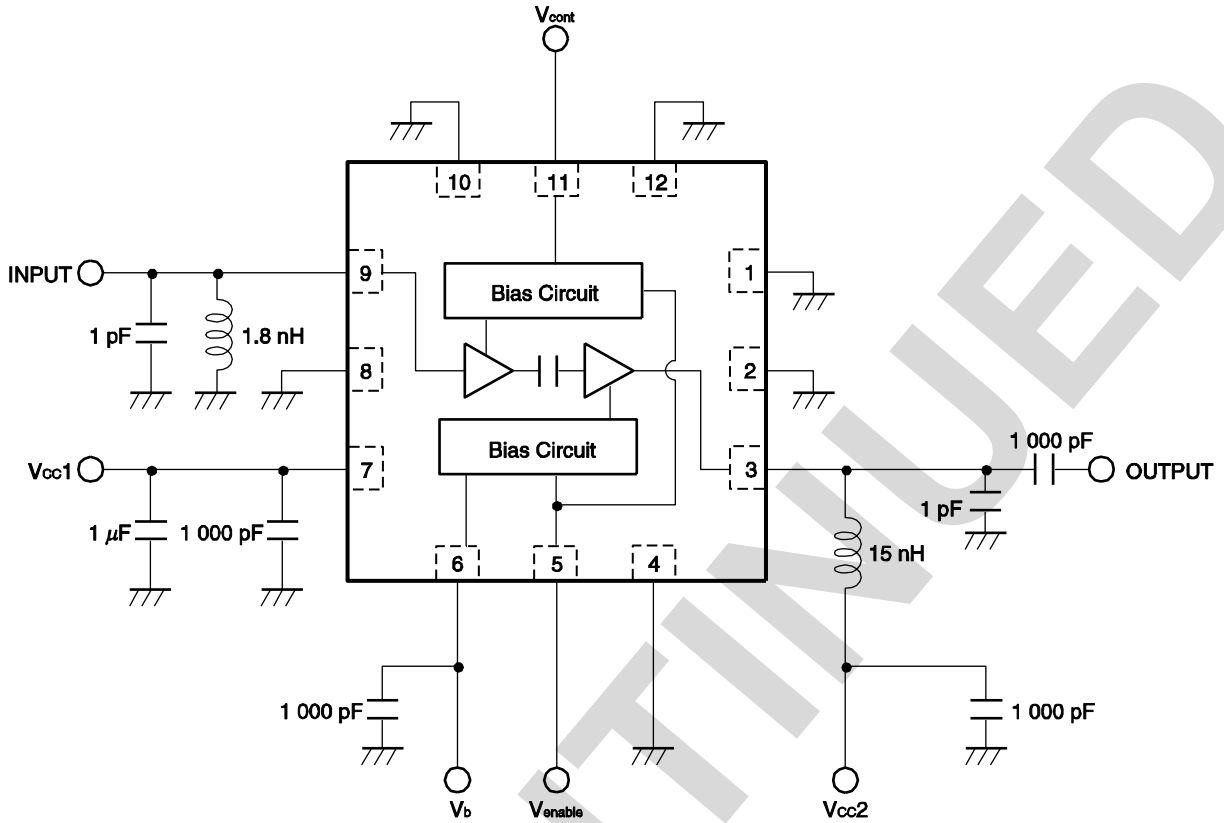 Vcont
10
11
12
INPUT
9
1
Bias Circuit
1 pF
1.8 nH
8
2
Bias Circuit
1 000 pF
VCC1
7
3
OUTPUT
1 pF
1 μF
1 000 pF
15 nH
6
5
4
1 000 pF
1 000 pF
Vb
Venable
VCC2